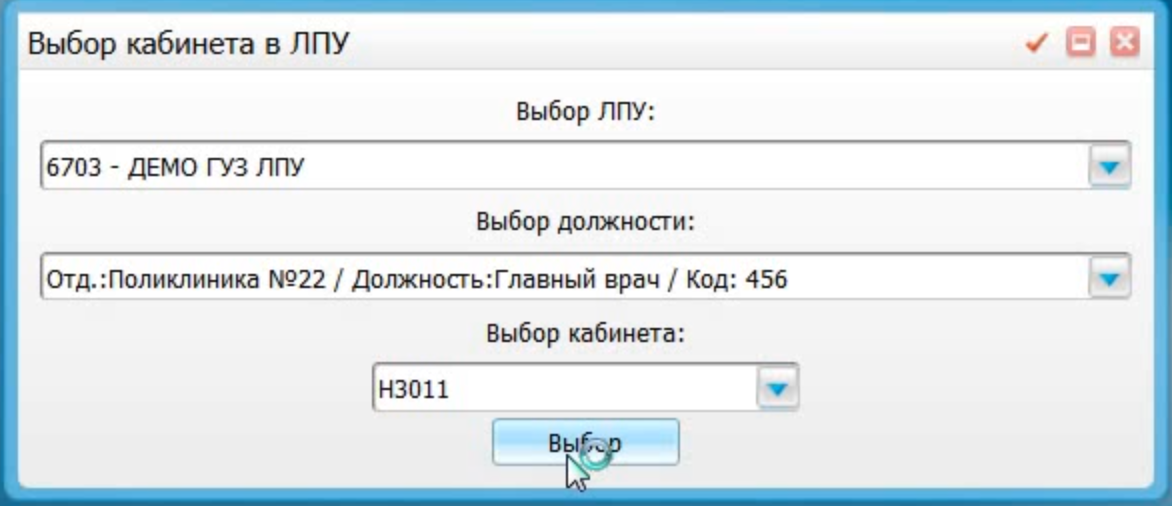 Выбор кабинета в ЛПУ
Выбор ЛПУ:
6703 - ДЕМО ГУЗ ЛПУ
Выбор должности:
Отд.:Поликлиника №22 / Должность:Главный врач / Код: 456
Выбор кабинета:
Н3011
Выбор